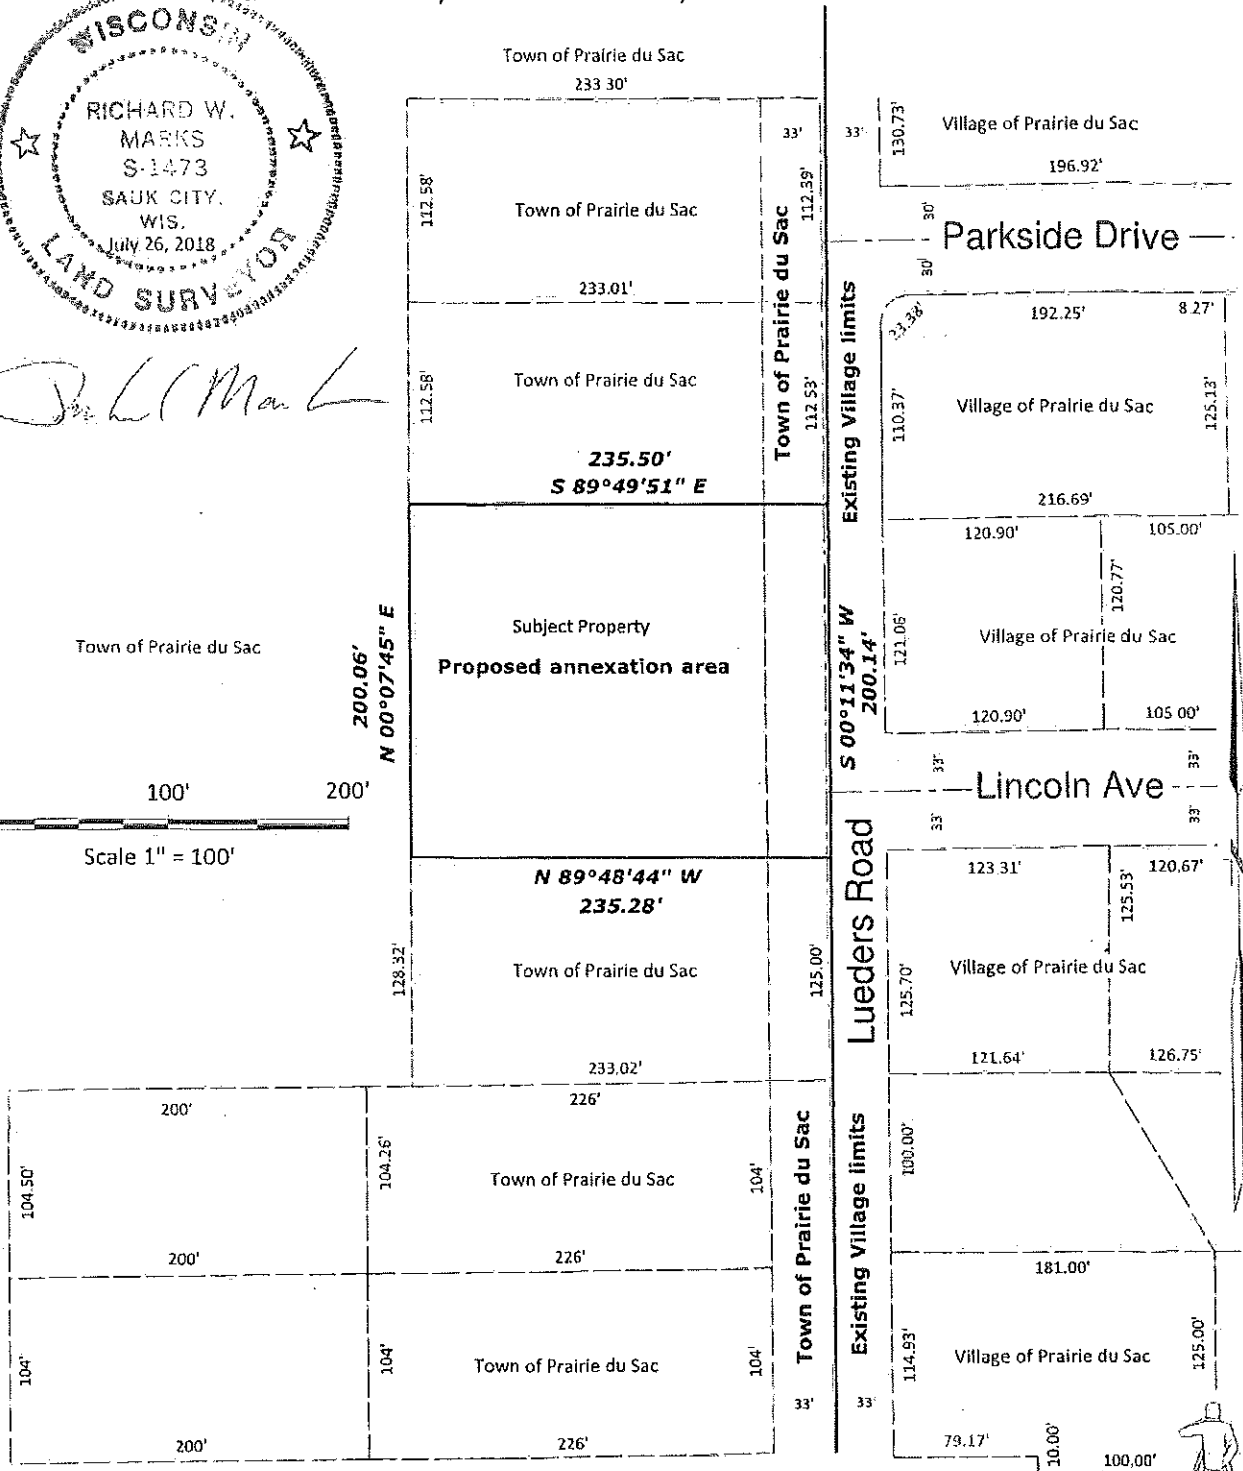 WISCONSIN
RICHARD W.
MARKS
S-1473
SAUK CITY,
WIS.
July 26, 2018
LAND SURVEYOR
Town of Prairie du Sac
233 30'
33'
33'
130.73'
Village of Prairie du Sac
196.92'
112.58'
Town of Prairie du Sac
112.39'
233.01'
Town of Prairie du Sac
30'
Parkside Drive
30'
Existing Village limits
23.38'
192.25'
8.27'
112.58'
Town of Prairie du Sac
112 53'
110.37'
Village of Prairie du Sac
125.13'
235.50'
S 89°49'51" E
216.69'
120.90'
105.00'
120.77'
Town of Prairie du Sac
200.06'
N 00°07'45" E
Subject Property
Proposed annexation area
S 00°11'34" W
200.14'
121.06'
Village of Prairie du Sac
120.90'
105 00'
33'
33'
Lincoln Ave
33'
33'
100'
200'
Scale 1" = 100'
N 89°48'44" W
235.28'
Lueders Road
123.31'
120.67'
125.53'
128.32'
Town of Prairie du Sac
125.00'
125.70'
Village of Prairie du Sac
233.02'
121.64'
126.75'
200'
226'
104.50'
104.26'
Town of Prairie du Sac
104'
Town of Prairie du Sac
Existing Village limits
100.00'
200'
226'
181.00'
104'
104'
Town of Prairie du Sac
104'
114.93'
Village of Prairie du Sac
125.00'
33'
33'
200'
226'
79.17'
10.00'
100.00'